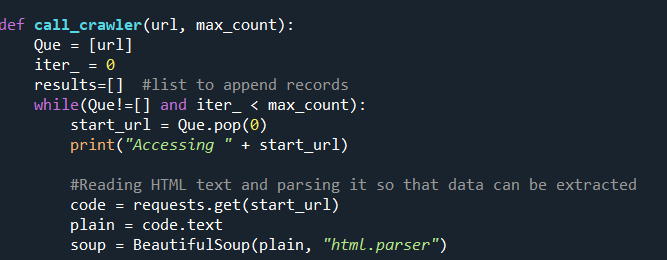 def call_crawler(url, max_count):
    Que = [url]
    iter_ = 0
    results=[]  #list to append records
    while(Que!=[] and iter_ < max_count):
        start_url = Que.pop(0)
        print("Accessing " + start_url)

        #Reading HTML text and parsing it so that data can be extracted
        code = requests.get(start_url)
        plain = code.text
        soup = BeautifulSoup(plain, "html.parser")